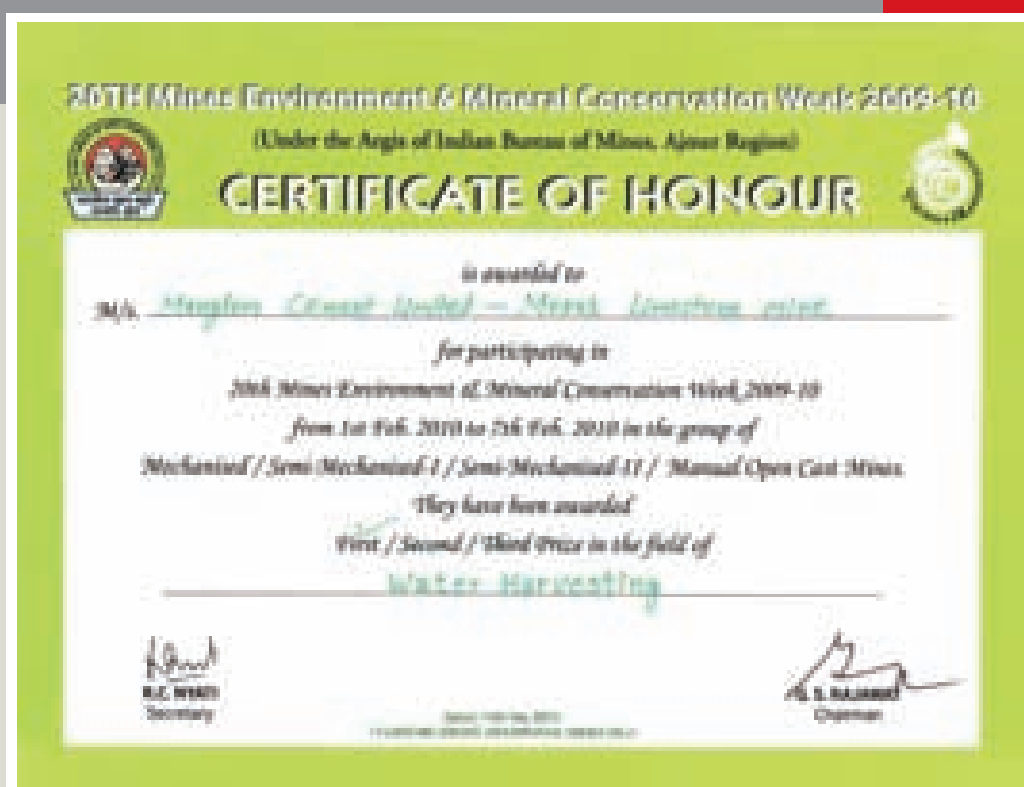 20TH Mines Environment & Mineral Conservation Week 2009-10
(Under the Aegis of Indian Bureau of Mines, Ajmer Region)
CERTIFICATE OF HONOUR
is awarded to
M/s. Cement Limited – Limestone
for participating in
20th Mines Environment & Mineral Conservation Week 2009-10
from 1st Feb. 2010 to 7th Feb. 2010 in the group of
Mechanised / Semi Mechanised-I / Semi-Mechanised-II / Manual Open Cast Mines
They have been awarded
First / Second / Third Prize in the field of
Water Harvesting
Secretary
Chairman